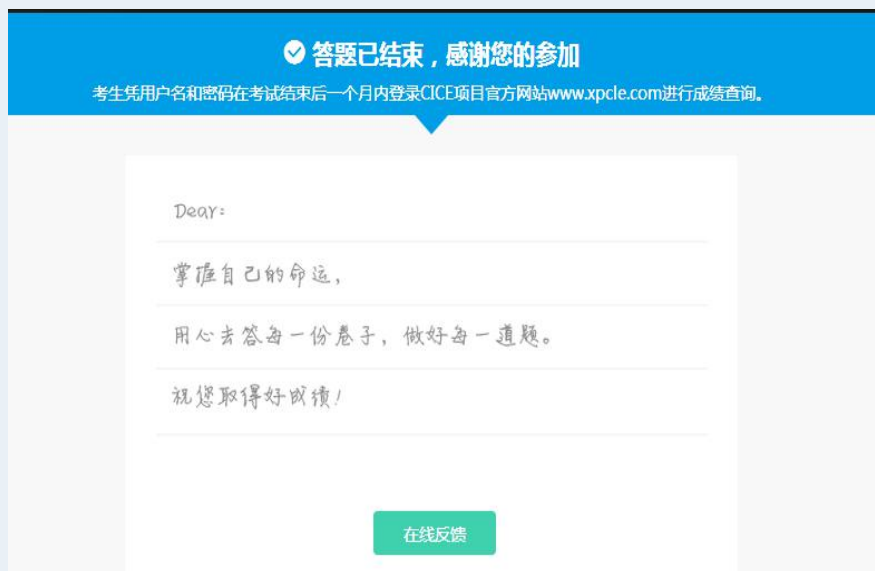 答题已结束，感谢您的参加
考生凭用户名和密码在考试结束后一个月内登录CICE项目官方网站www.xpcle.com进行成绩查询。
Dear:
掌握自己的命运,
用心去答每一份卷子, 做好每一道题。
祝您取得好成绩!
在线反馈